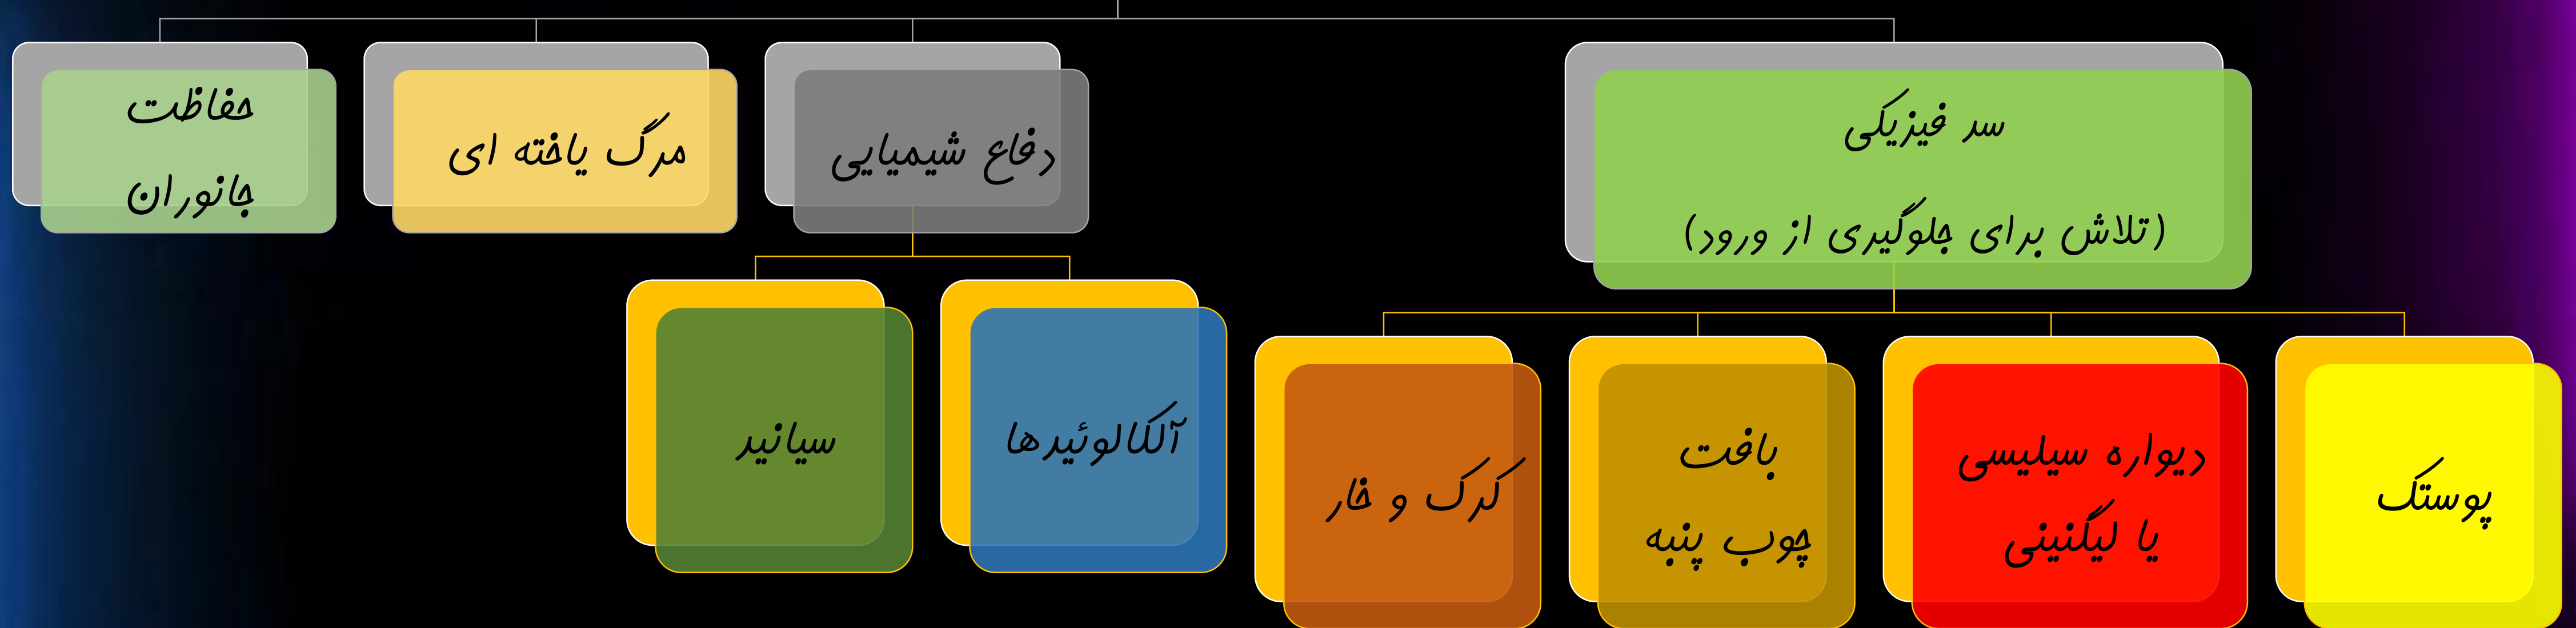 سد فیزیکی
(تلاش برای جلوگیری از ورود)
دفاع شیمیایی
مرگ یاخته ای
حفاظت
جانوران
پوستک
دیواره سیلیسی
یا لیگنینی
بافت
چوب پنبه
کرک و خار
آلکالوئیدها
سیانید